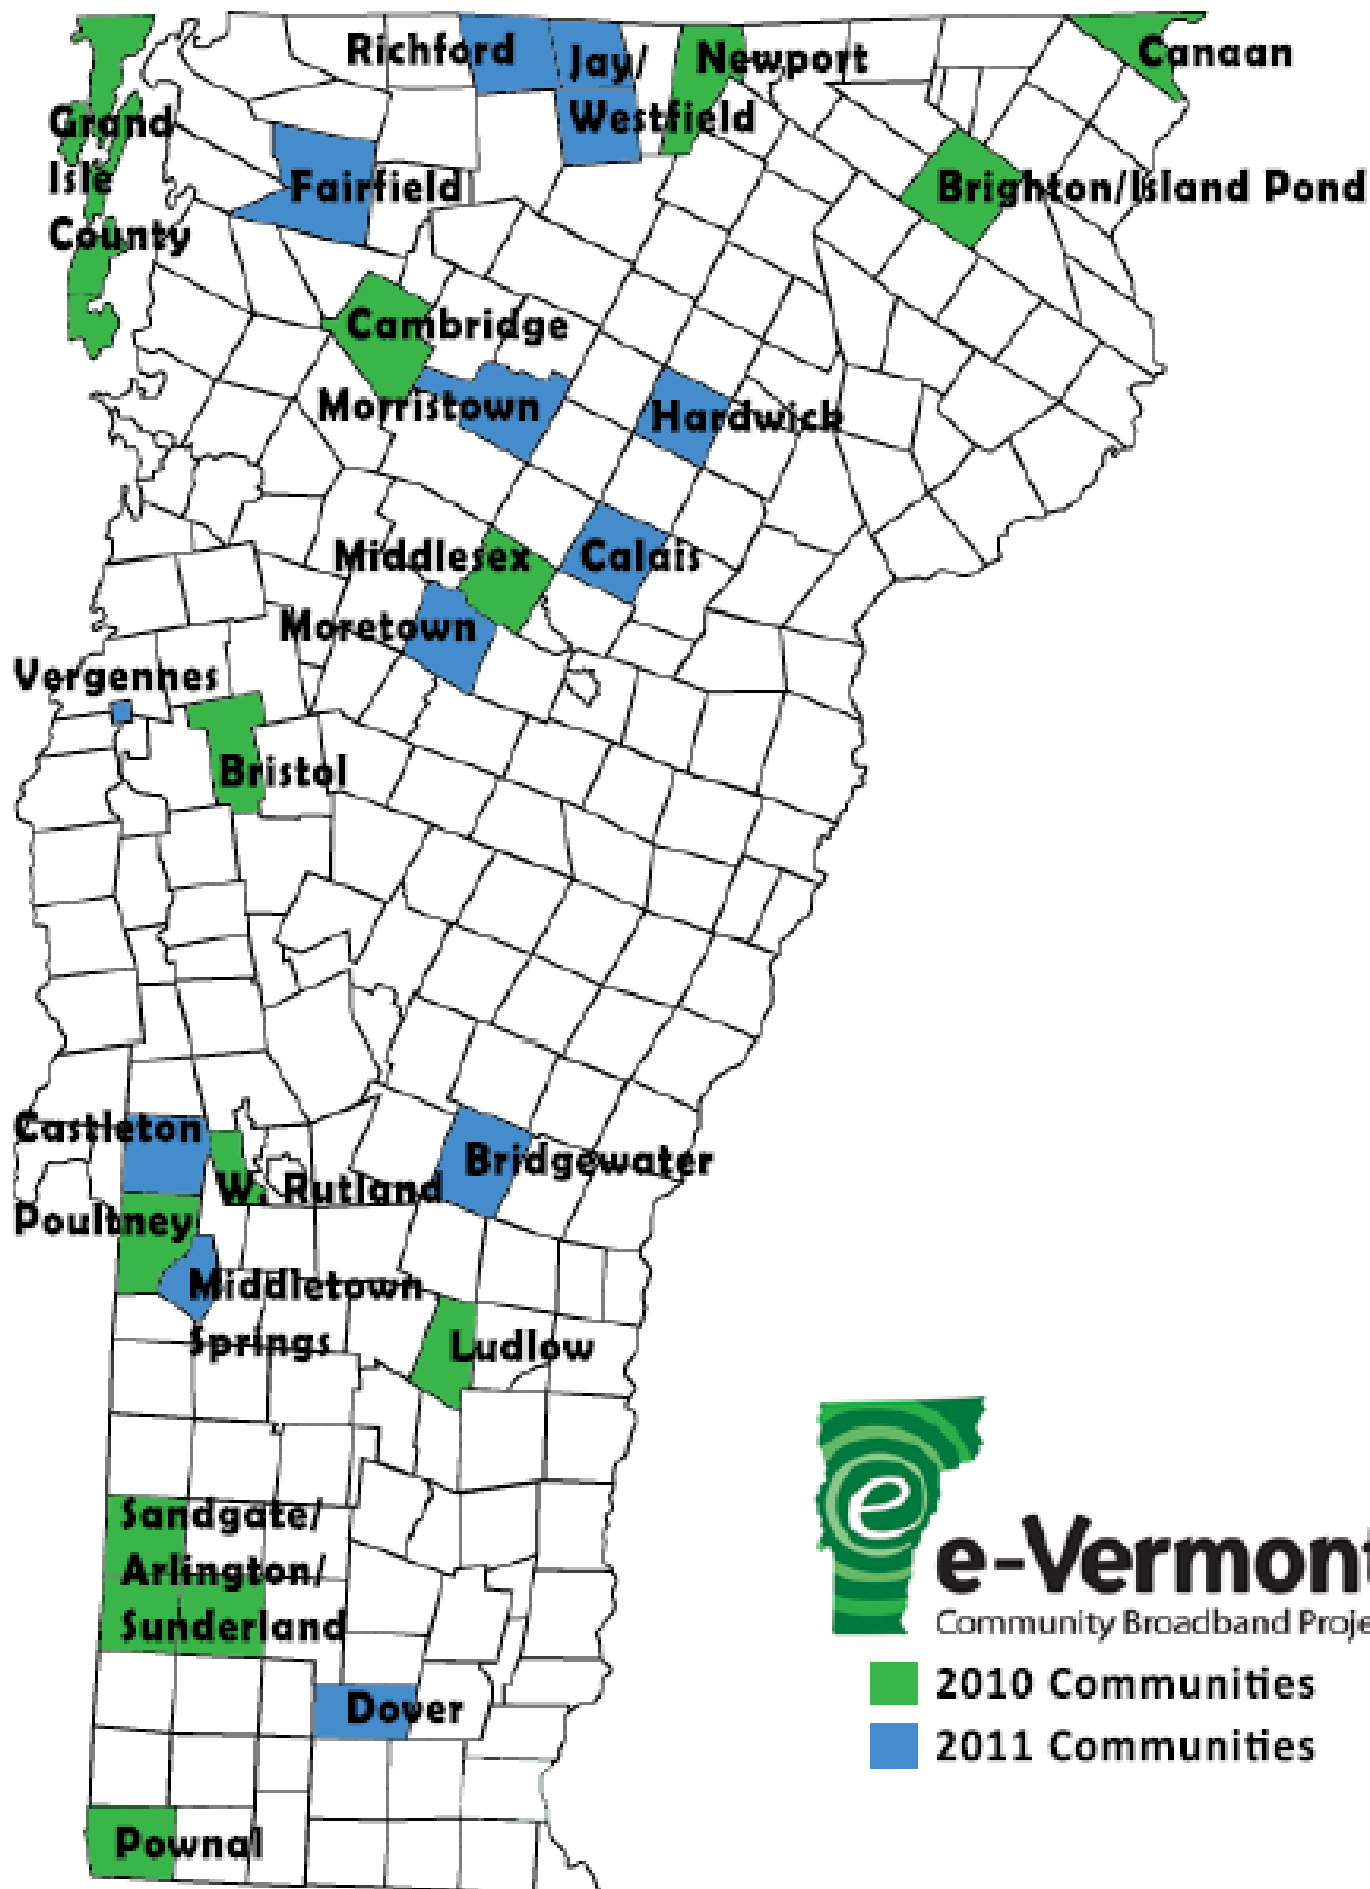 Richford
Jay/
Westfield
Newport
Canaan
Grand
Isle
County
Fairfield
Brighton/Island Pond
Cambridge
Morristown
Hardwick
Middlesex
Calais
Moretown
Vergennes
Bristol
Castleton
Bridgewater
W. Rutland
Poultney
Middletown
Springs
Ludlow
Sandgate/
Arlington/
Sunderland
Dover
Pownal
e
e-Vermont
Community Broadband Proje
2010 Communities
2011 Communities